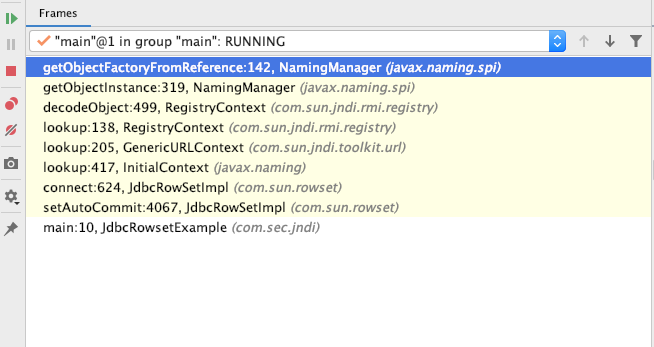 Frames
"main"@1 in group "main": RUNNING
getObjectFactoryFromReference:142, NamingManager (javax.naming.spi)
getObjectInstance:319, NamingManager (javax.naming.spi)
decodeObject:499, RegistryContext (com.sun.jndi.rmi.registry)
lookup:138, RegistryContext (com.sun.jndi.rmi.registry)
lookup:205, GenericURLContext (com.sun.jndi.toolkit.url)
lookup:417, InitialContext (javax.naming)
connect:624, JdbcRowSetImpl (com.sun.rowset)
setAutoCommit:4067, JdbcRowSetImpl (com.sun.rowset)
main:10, JdbcRowsetExample (com.sec.jndi)